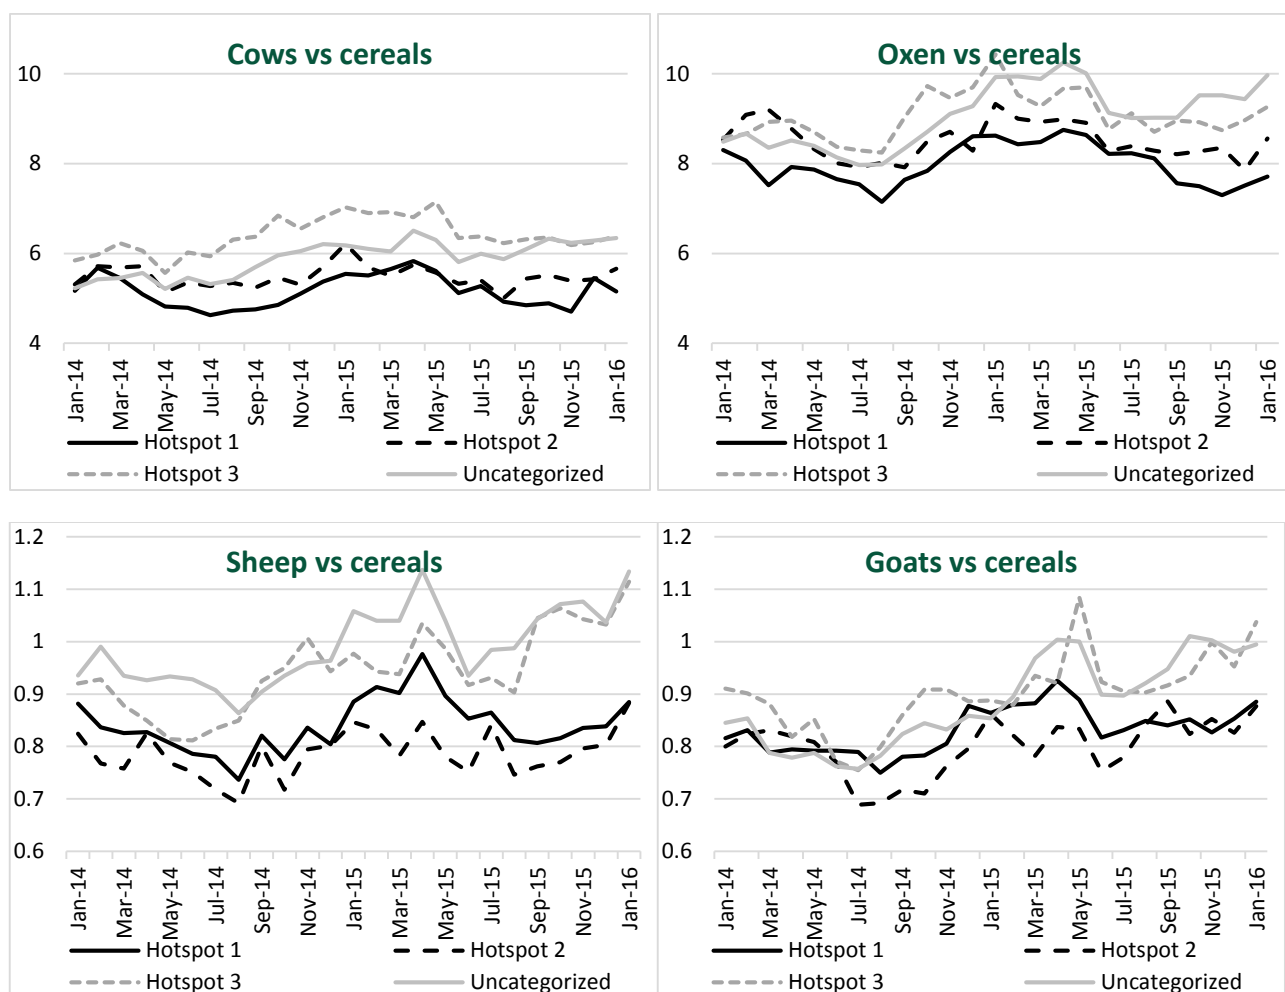 Cows vs cereals
10
8
6
4
Jan-14
Mar-14
May-14
Jul-14
Sep-14
Nov-14
Jan-15
Mar-15
May-15
Jul-15
Sep-15
Nov-15
Jan-16
Hotspot 1
Hotspot 2
Hotspot 3
Uncategorized
Oxen vs cereals
10
8
6
4
Jan-14
Mar-14
May-14
Jul-14
Sep-14
Nov-14
Jan-15
Mar-15
May-15
Jul-15
Sep-15
Nov-15
Jan-16
Hotspot 1
Hotspot 2
Hotspot 3
Uncategorized
Sheep vs cereals
1.2
1.1
1
0.9
0.8
0.7
0.6
Jan-14
Mar-14
May-14
Jul-14
Sep-14
Nov-14
Jan-15
Mar-15
May-15
Jul-15
Sep-15
Nov-15
Jan-16
Hotspot 1
Hotspot 2
Hotspot 3
Uncategorized
Goats vs cereals
1.2
1.1
1
0.9
0.8
0.7
0.6
Jan-14
Mar-14
May-14
Jul-14
Sep-14
Nov-14
Jan-15
Mar-15
May-15
Jul-15
Sep-15
Nov-15
Jan-16
Hotspot 1
Hotspot 2
Hotspot 3
Uncategorized